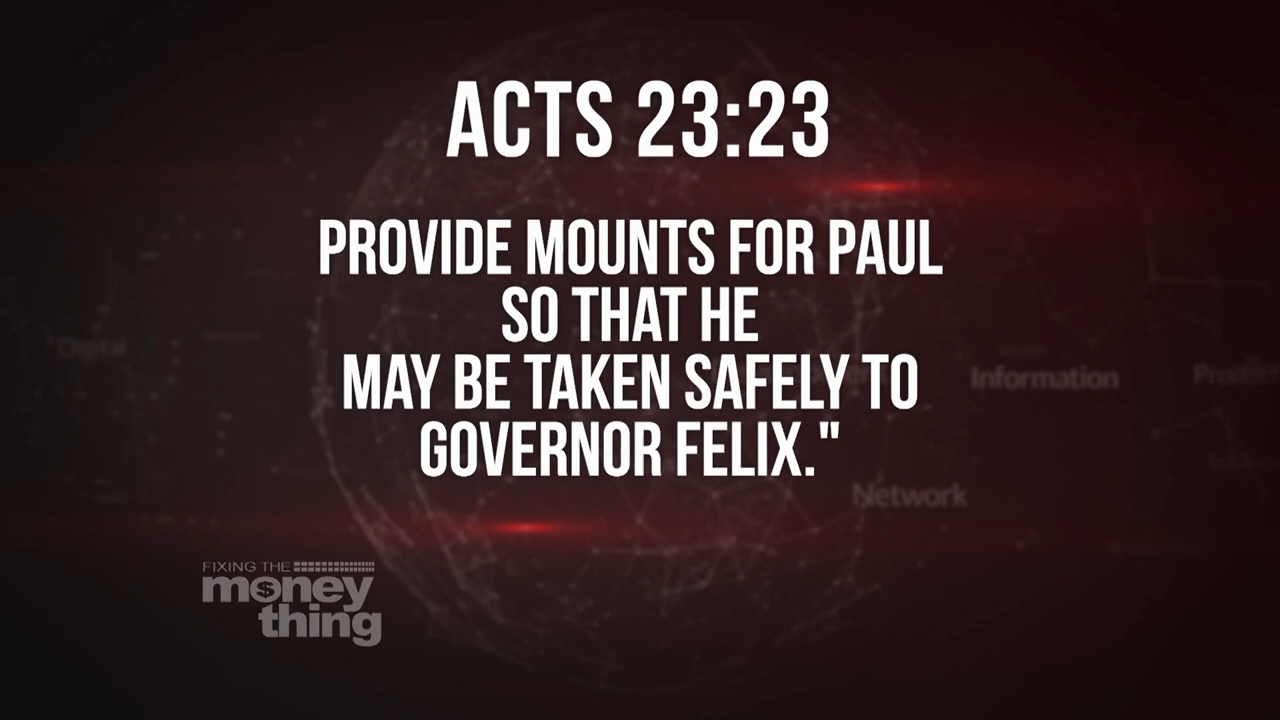 ACTS 23:23
PROVIDE MOUNTS FOR PAUL
SO THAT HE
MAY BE TAKEN SAFELY TO
GOVERNOR FELIX."
Digital
Information
Network
FIXING THE
money
thing